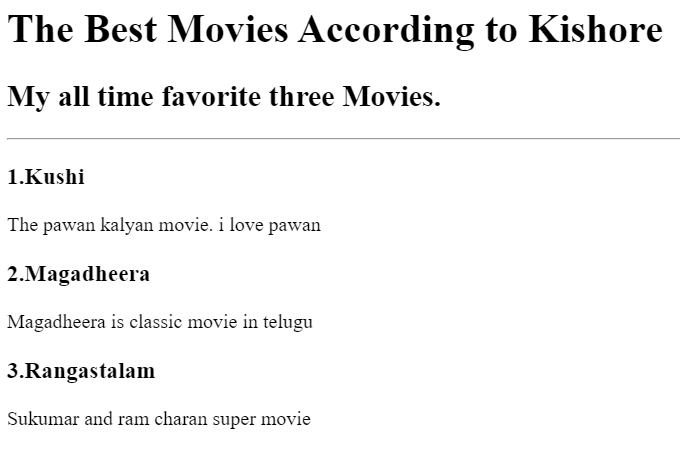 The Best Movies According to Kishore
My all time favorite three Movies.
1.Kushi
The pawan kalyan movie. i love pawan
2.Magadheera
Magadheera is classic movie in telugu
3.Rangastalam
Sukumar and ram charan super movie